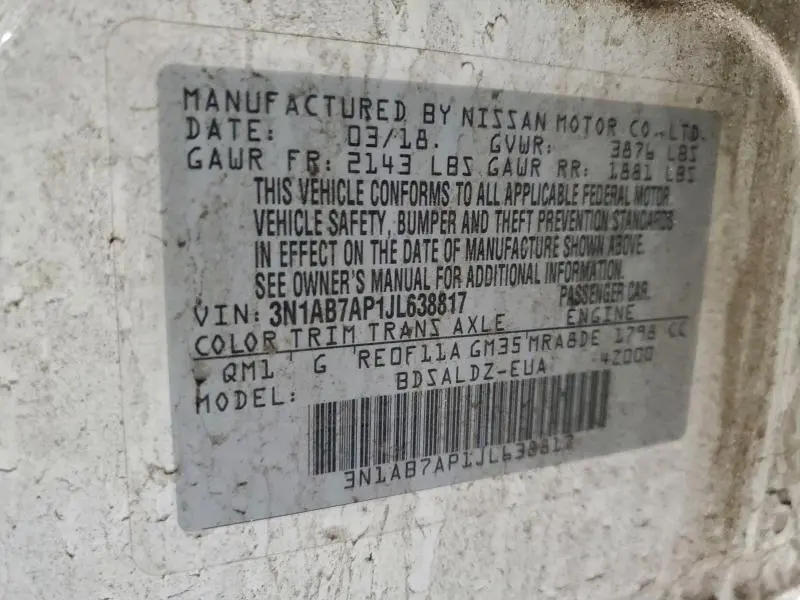 MANUFACTURED BY NISSAN MOTOR CO.,LTD.
DATE: 03/18. GVWR: 3876 LBS
GAWR FR: 2143 LBS GAWR RR: 1881 LBS
THIS VEHICLE CONFORMS TO ALL APPLICABLE FEDERAL MOTOR
VEHICLE SAFETY, BUMPER AND THEFT PREVENTION STANDARDS
IN EFFECT ON THE DATE OF MANUFACTURE SHOWN ABOVE.
SEE OWNER'S MANUAL FOR ADDITIONAL INFORMATION.
VIN: 3N1AB7AP1JL638817 PASSENGER CAR
COLOR TRIM TRANS AXLE ENGINE
QM1 G RE0F11A GM35 MRA8DE 1798 CC
MODEL: BDSALDZ-EUA 42000
3N1AB7AP1JL638817